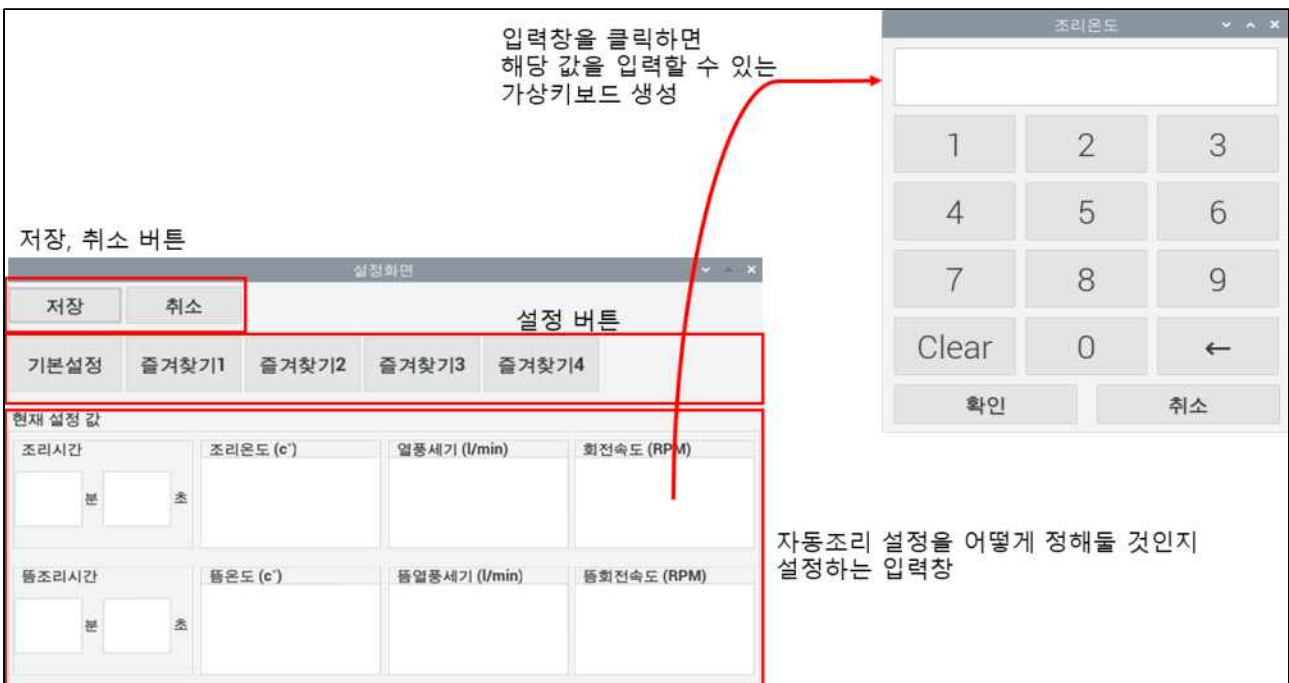 입력창을 클릭하면
해당 값을 입력할 수 있는
가상키보드 생성
조리온도
1 2 3
4 5 6
7 8 9
Clear 0 ←
확인 취소
저장, 취소 버튼
설정화면
저장 취소
설정 버튼
기본설정 즐겨찾기1 즐겨찾기2 즐겨찾기3 즐겨찾기4
현재 설정 값
조리시간 조리온도 (c˚) 열풍세기 (l/min) 회전속도 (RPM)
분 초
뜸조리시간 뜸온도 (c˚) 뜸열풍세기 (l/min) 뜸회전속도 (RPM)
분 초
자동조리 설정을 어떻게 정해둘 것인지
설정하는 입력창